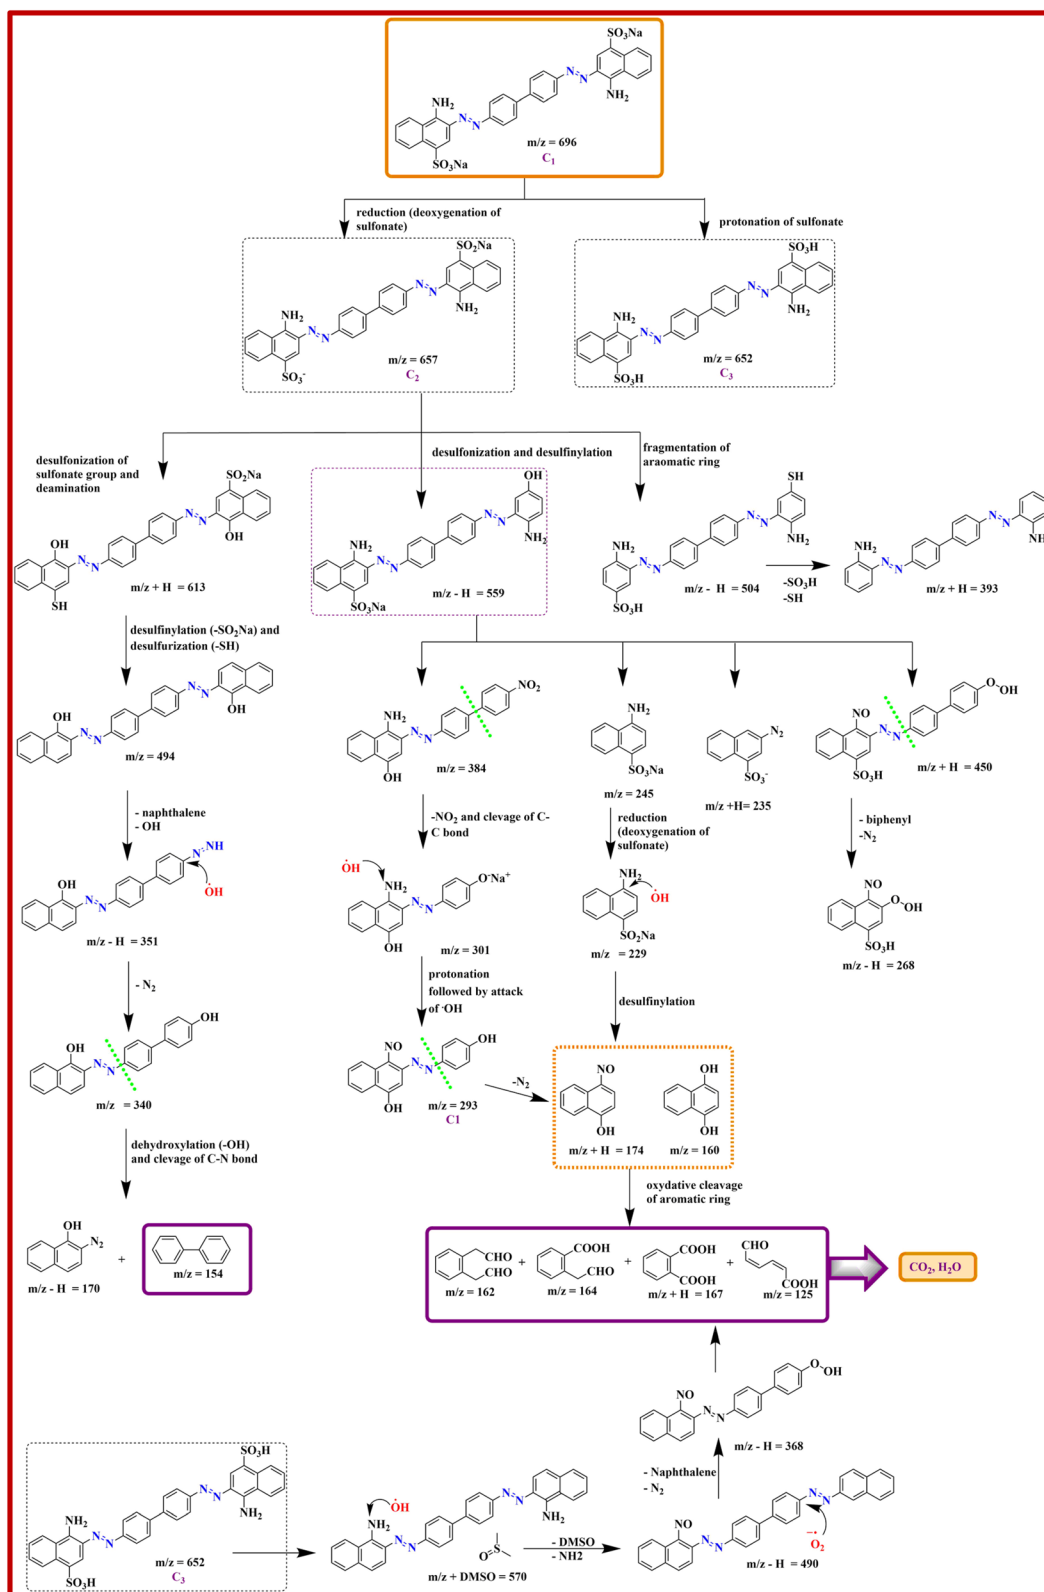 SO3Na
N
N
NH2
NH2
N
N
SO3Na
m/z = 696
C1
reduction (deoxygenation of
sulfonate)
protonation of sulfonate
SO2Na
N
N
NH2
NH2
N
N
SO3-
m/z = 657
C2
SO3H
N
N
NH2
NH2
N
N
SO3H
m/z = 652
C3
desulfonization of
sulfonate group and
deamination
desulfonization and desulfinylation
fragmentation of
araomatic ring
SO2Na
N
N
OH
OH
N
N
SH
m/z + H = 613
OH
N
N
NH2
NH2
N
N
SO3Na
m/z - H = 559
SH
N
N
NH2
NH2
N
N
SO3H
m/z - H = 504
-SO3H
-SH
N
N
NH2
N
N
m/z + H = 393
desulfinylation (-SO2Na) and
desulfurization (-SH)
N
N
OH
OH
N
N
m/z = 494
NO2
NH2
N
N
OH
m/z = 384
NH2
SO3Na
m/z = 245
N2
SO3-
m/z +H= 235
O
OH
NO
N
N
SO3H
m/z + H = 450
- naphthalene
- OH
-NO2 and clevage of C-
C bond
reduction
(deoxygenation of
sulfonate)
- biphenyl
-N2
N
NH
OH
OH
N
N
m/z - H = 351
OH
NH2
O-Na+
N
N
OH
m/z = 301
NH2
OH
SO2Na
m/z = 229
NO
O
OH
SO3H
m/z - H = 268
- N2
protonation
followed by attack
of ·OH
desulfinylation
OH
OH
N
N
m/z = 340
NO
OH
N
N
OH
m/z = 293
C1
-N2
NO
OH
m/z + H = 174
OH
OH
m/z = 160
dehydroxylation (-OH)
and clevage of C-N bond
oxydative cleavage
of aromatic ring
OH
N2
m/z - H = 170
+
m/z = 154
CHO
CHO
m/z = 162
+
COOH
CHO
m/z = 164
+
COOH
COOH
m/z + H = 167
+
CHO
COOH
m/z = 125
CO2, H2O
O
OH
NO
N
N
m/z - H = 368
- Naphthalene
- N2
SO3H
N
N
NH2
NH2
N
N
SO3H
m/z = 652
C3
OH
NH2
N
N
N
N
NH2
O
S
m/z + DMSO = 570
- DMSO
- NH2
NO
N
N
N
N
O2
m/z - H = 490